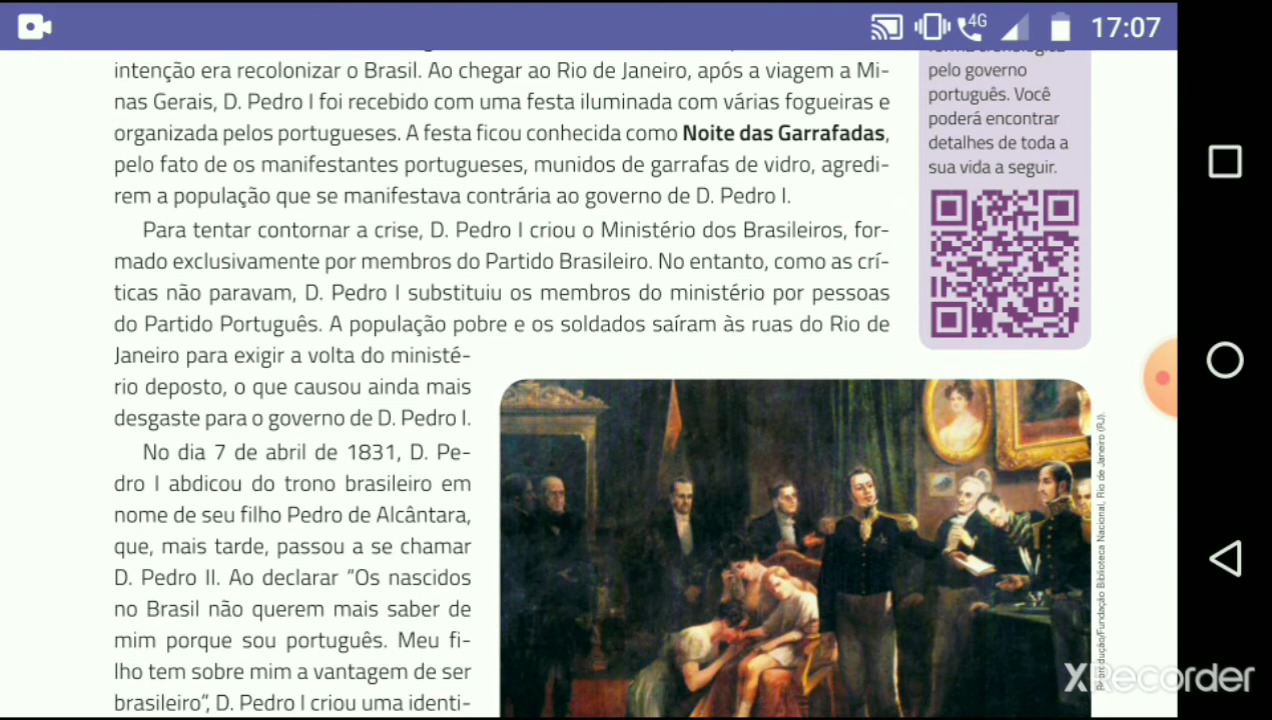 4G 17:07
intenção era recolonizar o Brasil. Ao chegar ao Rio de Janeiro, após a viagem a Mi-
nas Gerais, D. Pedro I foi recebido com uma festa iluminada com várias fogueiras e
organizada pelos portugueses. A festa ficou conhecida como Noite das Garrafadas,
pelo fato de os manifestantes portugueses, munidos de garrafas de vidro, agredi-
rem a população que se manifestava contrária ao governo de D. Pedro I.
Para tentar contornar a crise, D. Pedro I criou o Ministério dos Brasileiros, for-
mado exclusivamente por membros do Partido Brasileiro. No entanto, como as crí-
ticas não paravam, D. Pedro I substituiu os membros do ministério por pessoas
do Partido Português. A população pobre e os soldados saíram às ruas do Rio de
Janeiro para exigir a volta do ministé-
rio deposto, o que causou ainda mais
desgaste para o governo de D. Pedro I.
No dia 7 de abril de 1831, D. Pe-
dro I abdicou do trono brasileiro em
nome de seu filho Pedro de Alcântara,
que, mais tarde, passou a se chamar
D. Pedro II. Ao declarar “Os nascidos
no Brasil não querem mais saber de
mim porque sou português. Meu fi-
lho tem sobre mim a vantagem de ser
brasileiro”, D. Pedro I criou uma identi-
pelo governo
português. Você
poderá encontrar
detalhes de toda a
sua vida a seguir.
Reprodução/Fundação Biblioteca Nacional, Rio de Janeiro (RJ).
XRecorder